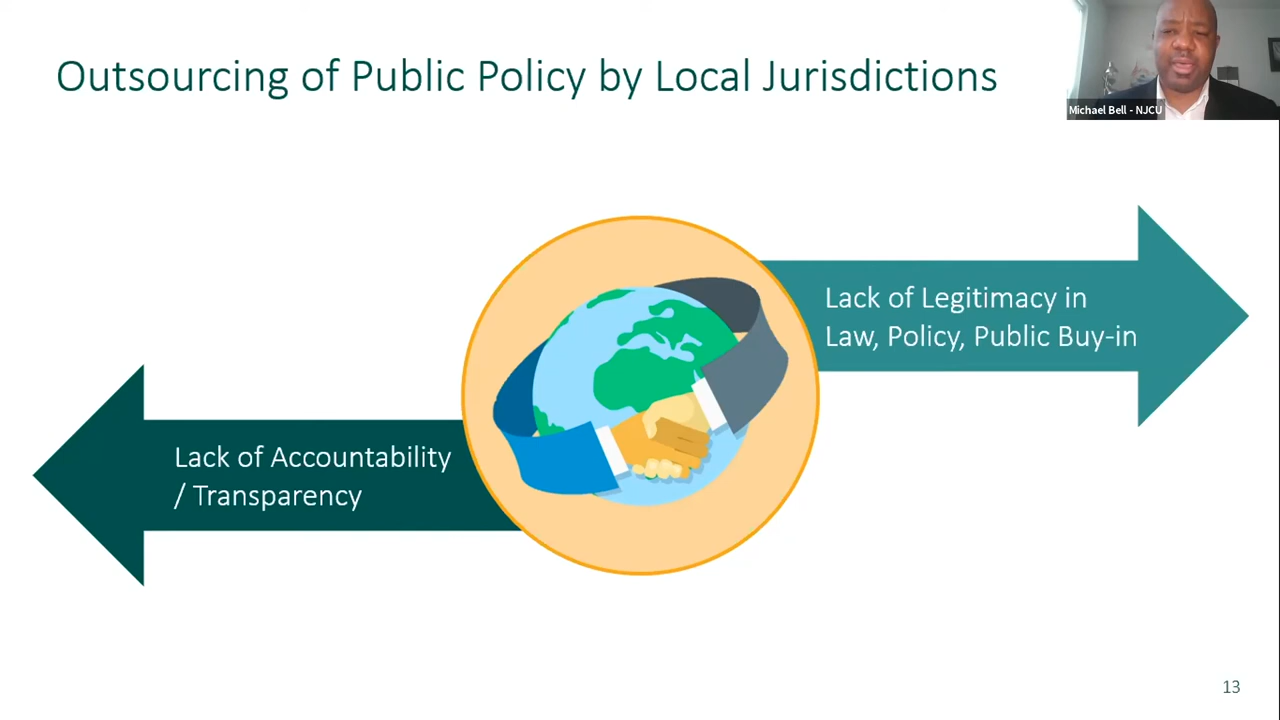 Outsourcing of Public Policy by Local Jurisdictions
Michael Bell - NJCU
Lack of Legitimacy in
Law, Policy, Public Buy-in
Lack of Accountability
/ Transparency
13